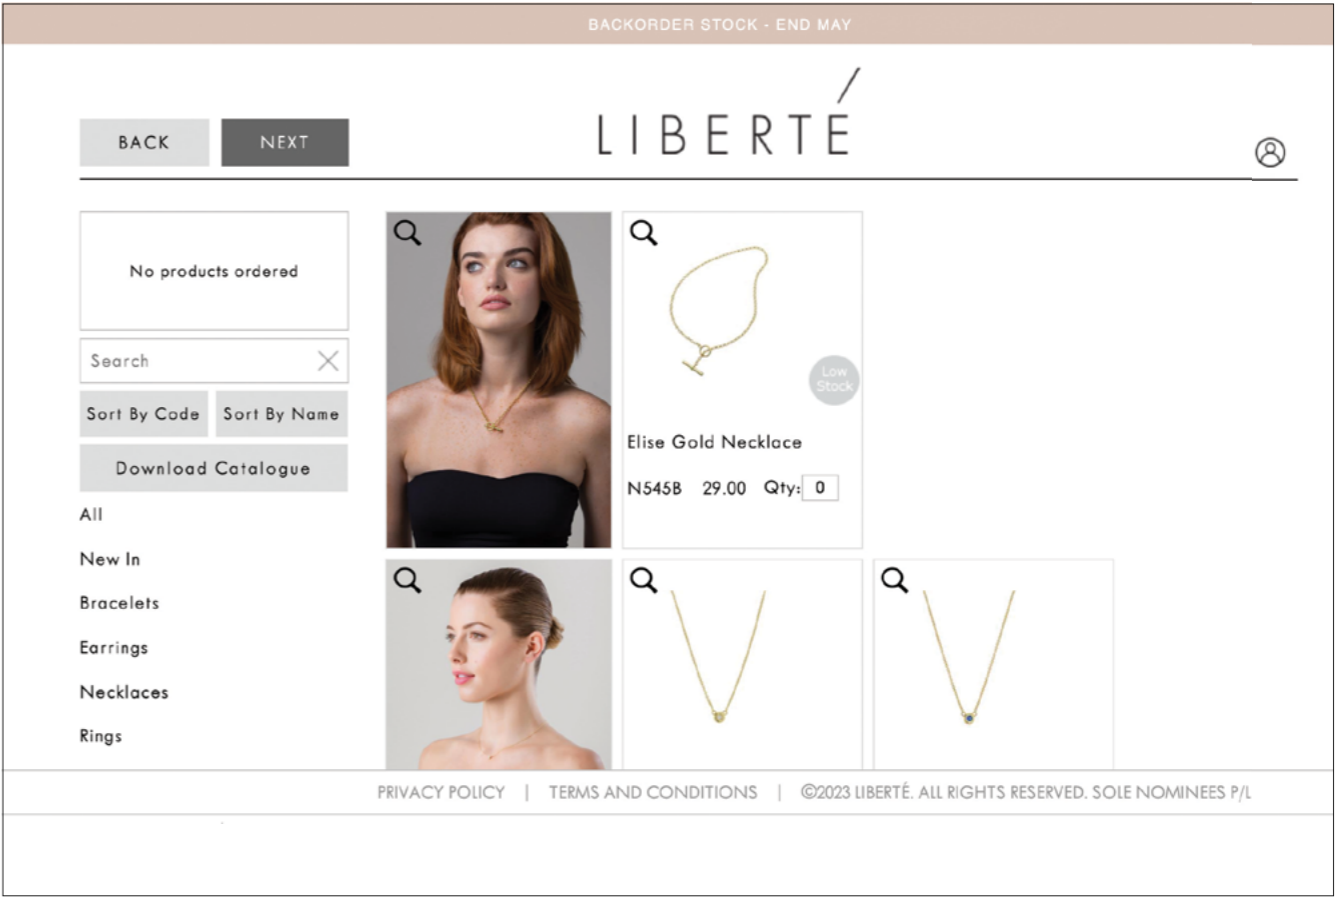 BACKORDER STOCK - END MAY
LIBERTÉ
BACK
NEXT
No products ordered
Search
Sort By Code
Sort By Name
Download Catalogue
All
New In
Bracelets
Earrings
Necklaces
Rings
Low
Stock
Elise Gold Necklace
N545B 29.00 Qty: 0
PRIVACY POLICY | TERMS AND CONDITIONS | ©2023 LIBERTÉ. ALL RIGHTS RESERVED. SOLE NOMINEES P/L